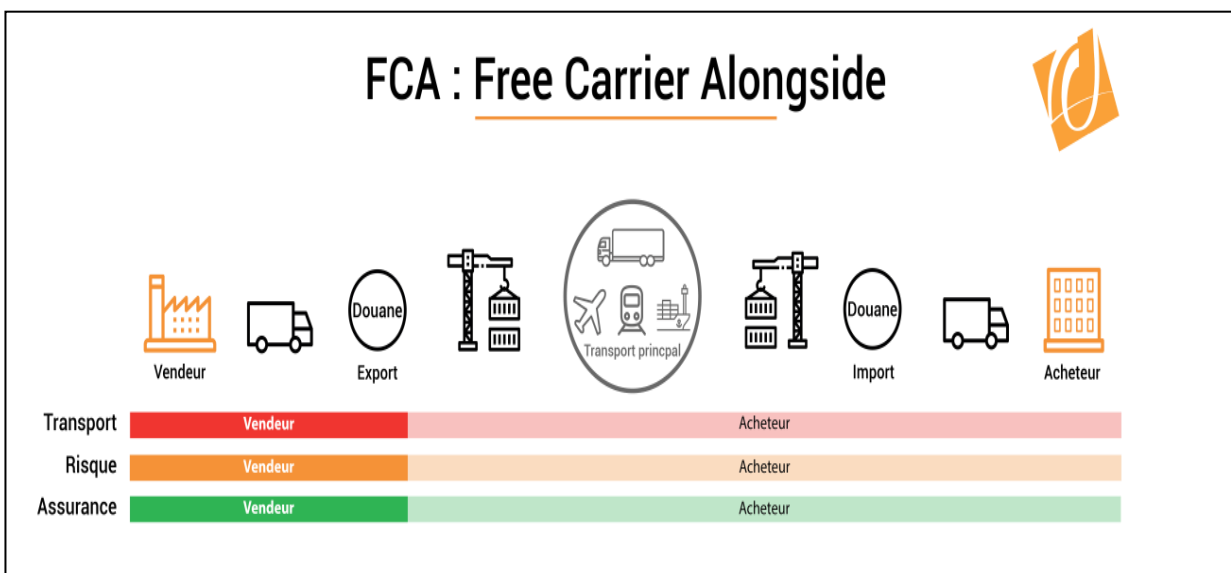 FCA : Free Carrier Alongside
Douane
Douane
Transport princpal
Vendeur
Export
Import
Acheteur
Transport Vendeur Acheteur
Risque Vendeur Acheteur
Assurance Vendeur Acheteur